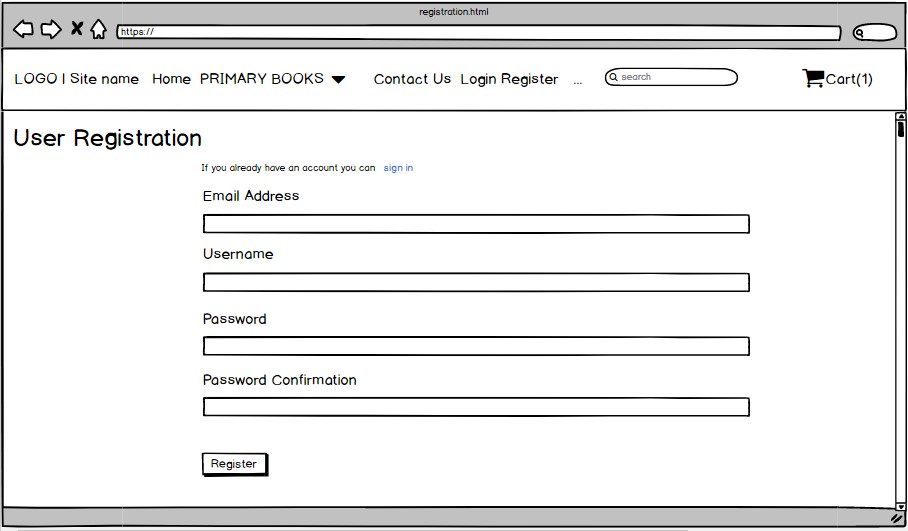 registration.html
https://
LOGO | Site name Home PRIMARY BOOKS Contact Us Login Register ... search Cart(1)
User Registration
If you already have an account you can sign in
Email Address
Username
Password
Password Confirmation
Register